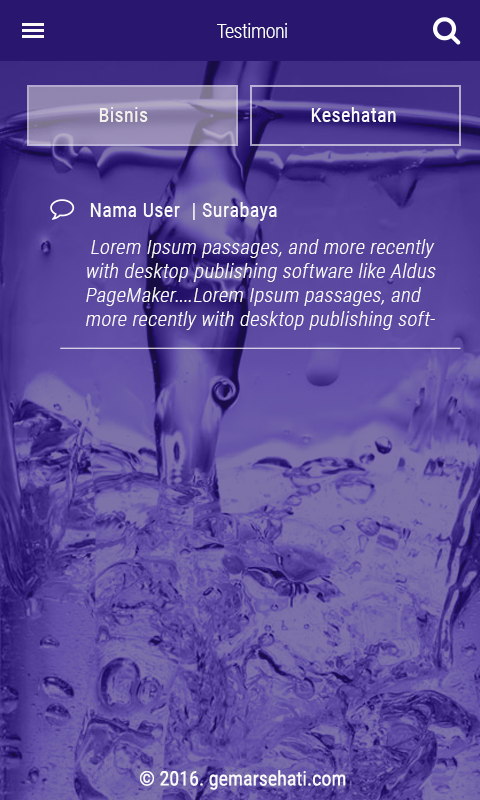 Testimoni
Bisnis
Kesehatan
Nama User | Surabaya
Lorem Ipsum passages, and more recently
with desktop publishing software like Aldus
PageMaker....Lorem Ipsum passages, and
more recently with desktop publishing soft-
© 2016. gemarsehati.com